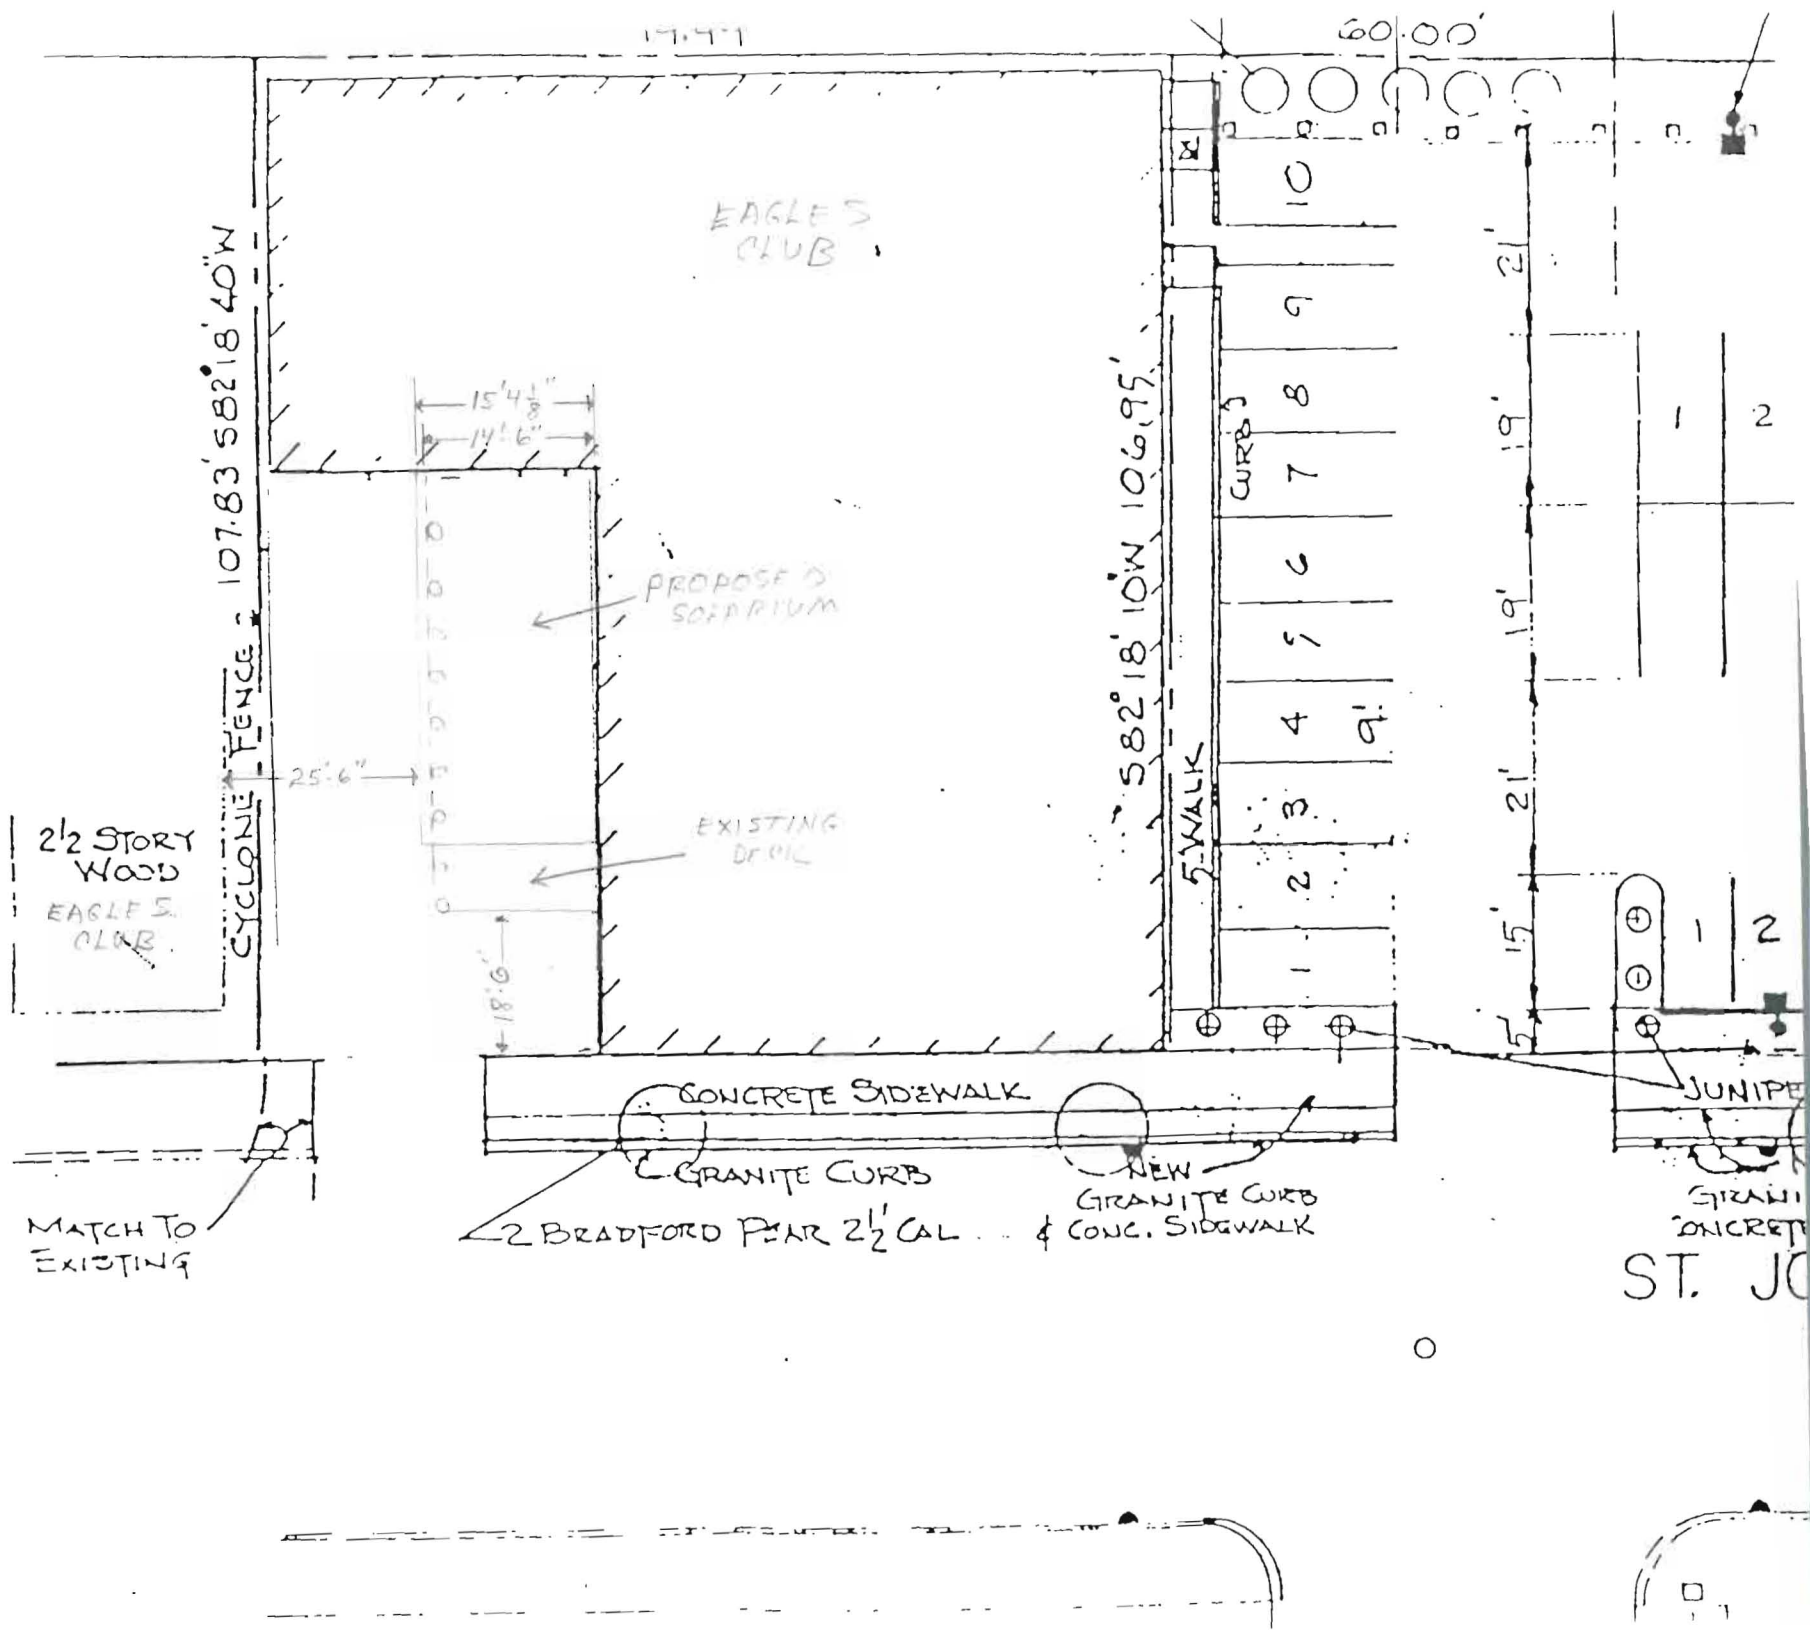 60.00'
10
EAGLES
CLUB
21'
9
107.83' S82°18'40"W
15'4 1/8"
14'-6"
CURB
8
19'
1
2
S82°18'10"W 106.95'
7
6
PROPOSED
19'
5
CYCLONE FENCE
4
9'
25'-6"
5' WALK
3
21'
2 1/2 STORY
WOOD
EAGLES
CLUB
EXISTING
2
15'
1
2
18'-6"
1
5'
CONCRETE SIDEWALK
GRANITE CURB
NEW
GRANITE CURB
& CONC. SIDEWALK
2 BRADFORD PEAR 2 1/2' CAL
MATCH TO
EXISTING
JUNIPE
GRANI
ONCRETE
ST. JO